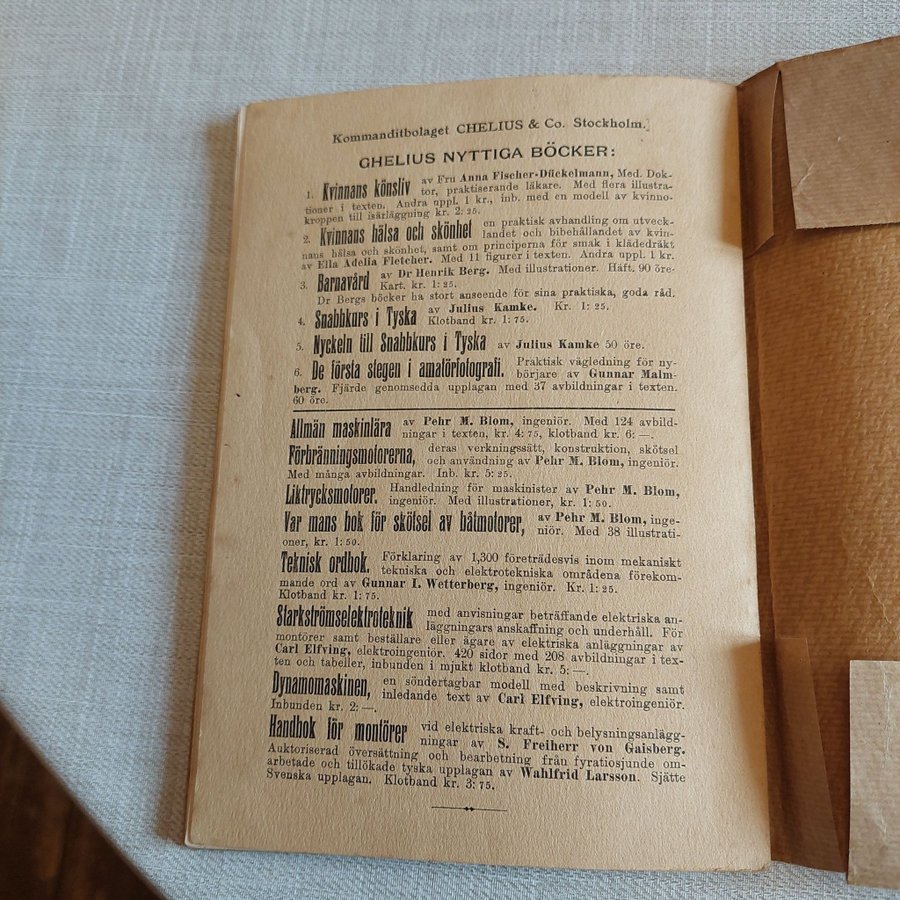 Kommanditbolaget CHELIUS & Co. Stockholm.
CHELIUS NYTTIGA BÖCKER:
1. Kvinnans könsliv av Fru Anna Fischer-Dückelmann, Med. Dok-
tor, praktiserande läkare. Med flera illustra-
tioner i texten. Andra uppl. 1 kr., inb. med en modell av kvinno-
kroppen till isärläggning kr. 2: 25.
2. Kvinnans hälsa och skönhet en praktisk avhandling om utveck-
landet och bibehållandet av kvin-
nans hälsa och skönhet, samt om principerna för smak i klädedräkt
av Ella Adelia Fletcher. Med 11 figurer i texten. Andra uppl. 1 kr.
3. Barnavård av Dr Henrik Berg. Med illustrationer. Häft. 90 öre.
Kart. kr. 1: 25.
Dr Bergs böcker ha stort anseende för sina praktiska, goda råd.
4. Snabbkurs i Tyska av Julius Kamke. Kr. 1: 25.
Klotband kr. 1: 75.
5. Nyckeln till Snabbkurs i Tyska av Julius Kamke 50 öre.
6. De första stegen i amatörfotografi. Praktisk vägledning för ny-
börjare av Gunnar Malm-
berg. Fjärde genomsedda upplagan med 37 avbildningar i texten.
60 öre.
Allmän maskinlära av Pehr M. Blom, ingeniör. Med 124 avbild-
ningar i texten, kr. 4: 75, klotband kr. 6: —.
Förbränningsmotorerna, deras verkningssätt, konstruktion, skötsel
och användning av Pehr M. Blom, ingeniör.
Med många avbildningar. Inb. kr. 5: 25.
Liktrycksmotorer. Handledning för maskinister av Pehr M. Blom,
ingeniör. Med illustrationer, kr. 1: 50.
Var mans bok för skötsel av båtmotorer, av Pehr M. Blom, inge-
niör. Med 38 illustrati-
oner, kr. 1: 50.
Teknisk ordbok. Förklaring av 1,300 företrädesvis inom mekaniskt
tekniska och elektrotekniska områdena förekom-
mande ord av Gunnar I. Wetterberg, ingeniör. Kr. 1: 25.
Klotband kr. 1: 75.
Starkströmselektroteknik med anvisningar beträffande elektriska an-
läggningars anskaffning och underhåll. För
montörer samt beställare eller ägare av elektriska anläggningar av
Carl Elfving, elektroingeniör. 420 sidor med 208 avbildningar i tex-
ten och tabeller, inbunden i mjukt klotband kr. 5: —.
Dynamomaskinen, en söndertagbar modell med beskrivning samt
inledande text av Carl Elfving, elektroingeniör.
Inbunden kr. 2: —.
Handbok för montörer vid elektriska kraft- och belysningsanlägg-
ningar av S. Freiherr von Gaisberg.
Auktoriserad översättning och bearbetning från fyratiosjunde om-
arbetade och tillökade tyska upplagan av Wahlfrid Larsson. Sjätte
Svenska upplagan. Klotband kr. 3: 75.